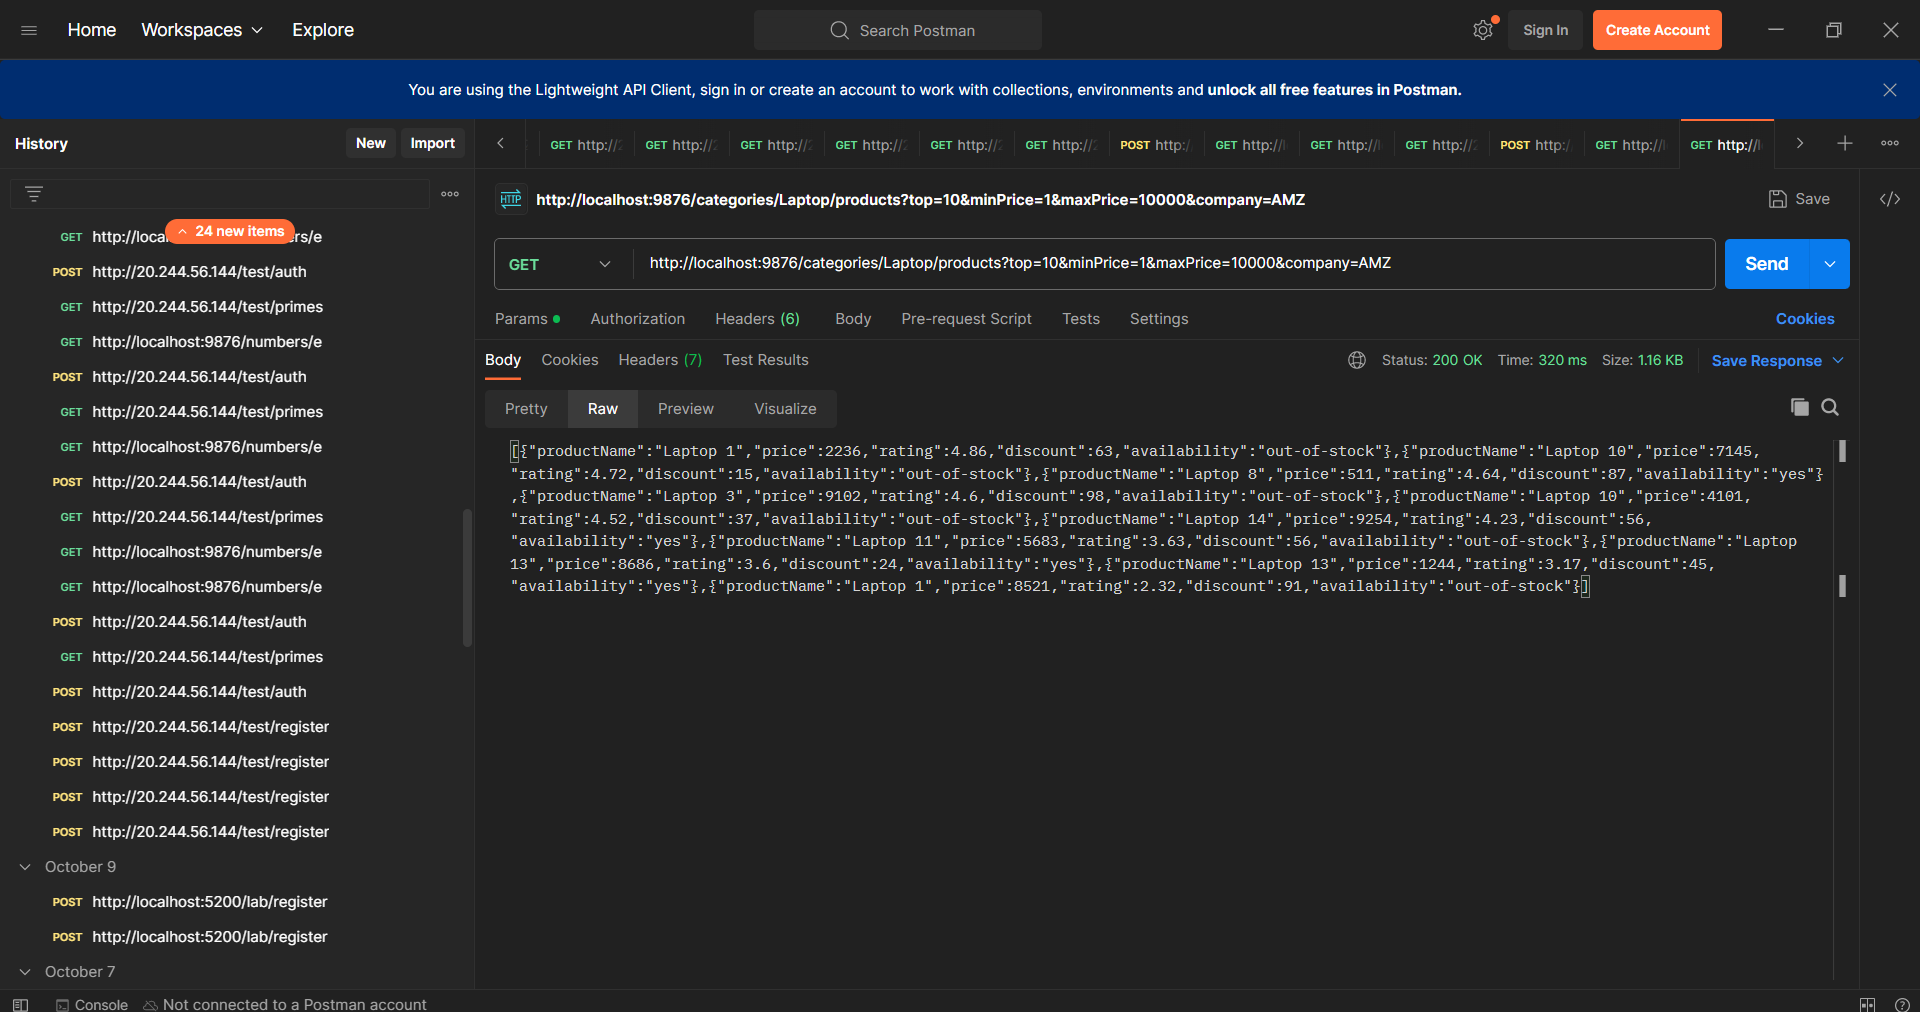 Home Workspaces Explore Search Postman Sign In Create Account
You are using the Lightweight API Client, sign in or create an account to work with collections, environments and unlock all free features in Postman.
History New Import
GET http:// GET http:// GET http:// GET http:// GET http:// GET http:// POST http: GET http:// GET http:// GET http:// POST http: GET http:// GET http://
HTTP http://localhost:9876/categories/Laptop/products?top=10&minPrice=1&maxPrice=10000&company=AMZ Save </>
GET http://localhost:9876/categories/Laptop/products?top=10&minPrice=1&maxPrice=10000&company=AMZ Send
Params Authorization Headers (6) Body Pre-request Script Tests Settings Cookies
Body Cookies Headers (7) Test Results Status: 200 OK Time: 320 ms Size: 1.16 KB Save Response
Pretty Raw Preview Visualize
[{"productName":"Laptop 1","price":2236,"rating":4.86,"discount":63,"availability":"out-of-stock"},{"productName":"Laptop 10","price":7145,
"rating":4.72,"discount":15,"availability":"out-of-stock"},{"productName":"Laptop 8","price":511,"rating":4.64,"discount":87,"availability":"yes"}
,{"productName":"Laptop 3","price":9102,"rating":4.6,"discount":98,"availability":"out-of-stock"},{"productName":"Laptop 10","price":4101,
"rating":4.52,"discount":37,"availability":"out-of-stock"},{"productName":"Laptop 14","price":9254,"rating":4.23,"discount":56,
"availability":"yes"},{"productName":"Laptop 11","price":5683,"rating":3.63,"discount":56,"availability":"out-of-stock"},{"productName":"Laptop
13","price":8686,"rating":3.6,"discount":24,"availability":"yes"},{"productName":"Laptop 13","price":1244,"rating":3.17,"discount":45,
"availability":"yes"},{"productName":"Laptop 1","price":8521,"rating":2.32,"discount":91,"availability":"out-of-stock"}]
24 new items
GET http://loca rs/e
POST http://20.244.56.144/test/auth
GET http://20.244.56.144/test/primes
GET http://localhost:9876/numbers/e
POST http://20.244.56.144/test/auth
GET http://20.244.56.144/test/primes
GET http://localhost:9876/numbers/e
POST http://20.244.56.144/test/auth
GET http://20.244.56.144/test/primes
GET http://localhost:9876/numbers/e
GET http://localhost:9876/numbers/e
POST http://20.244.56.144/test/auth
GET http://20.244.56.144/test/primes
POST http://20.244.56.144/test/auth
POST http://20.244.56.144/test/register
POST http://20.244.56.144/test/register
POST http://20.244.56.144/test/register
POST http://20.244.56.144/test/register
October 9
POST http://localhost:5200/lab/register
POST http://localhost:5200/lab/register
October 7
Console Not connected to a Postman account